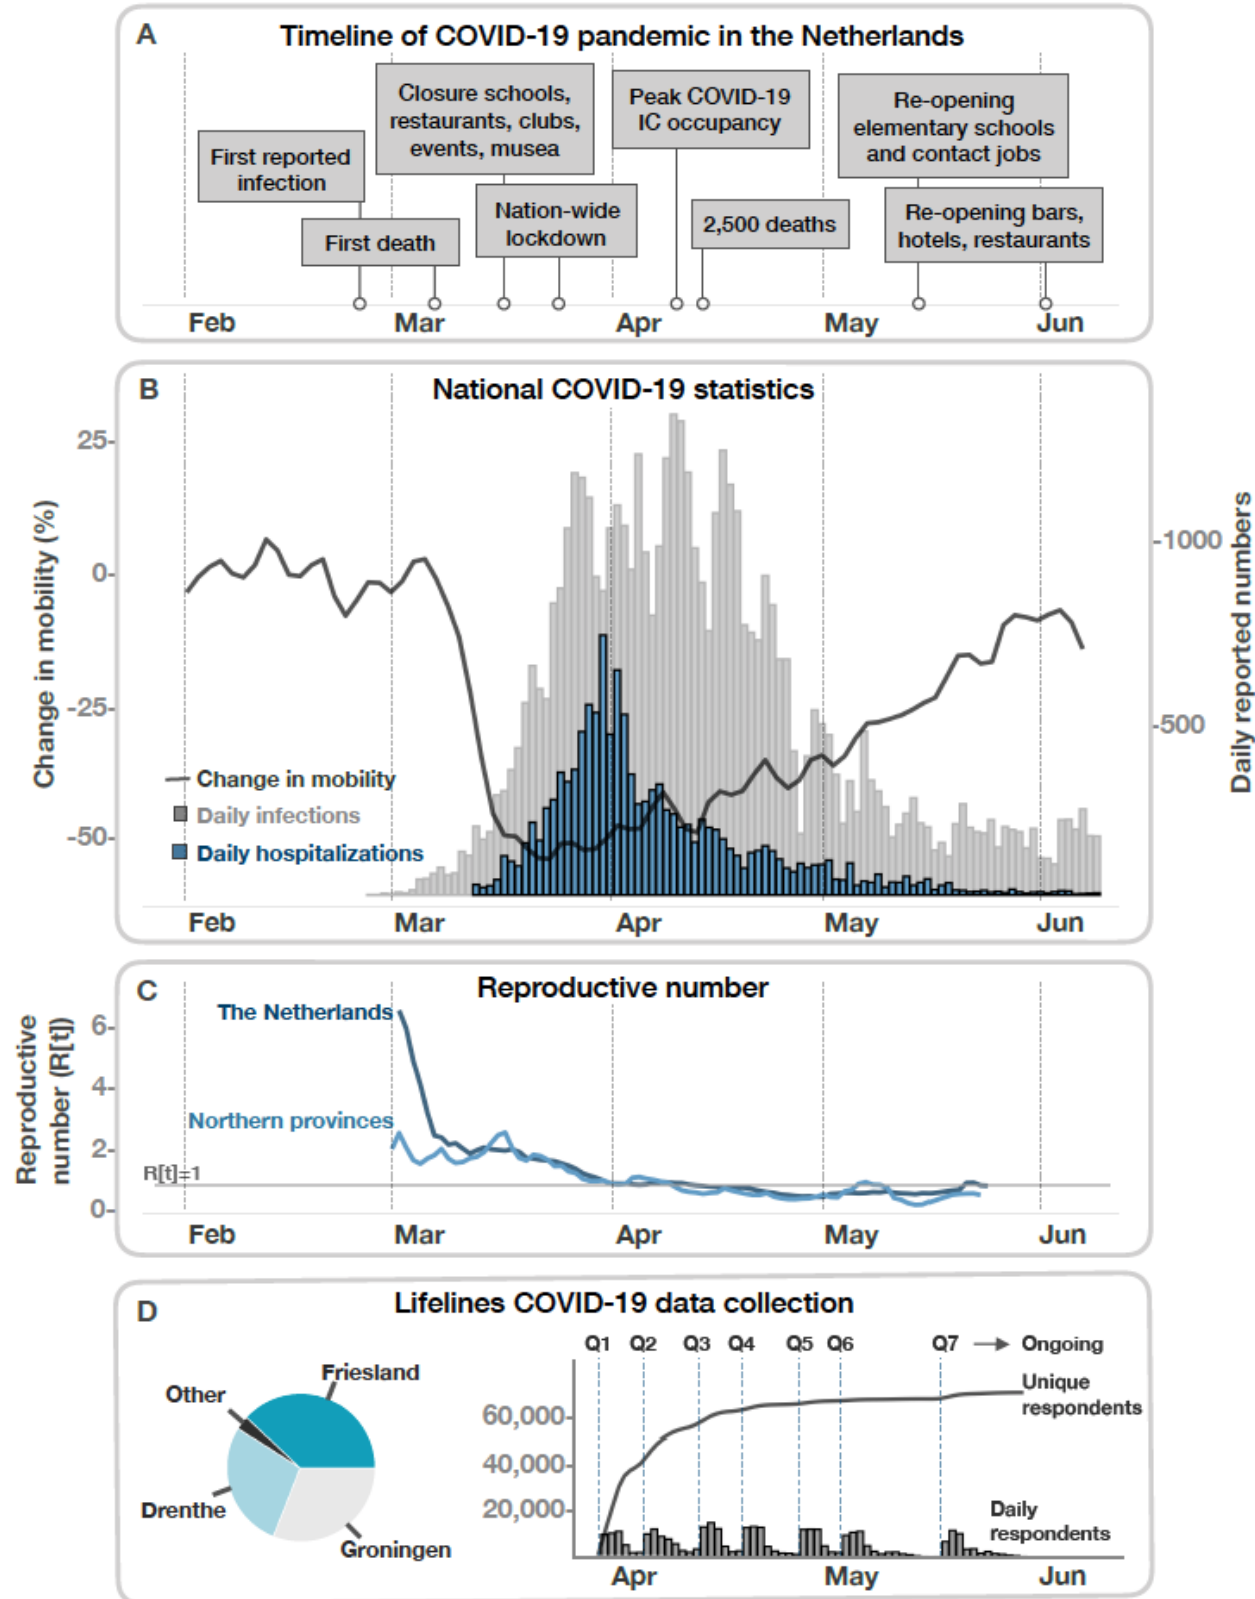 A
Timeline of COVID-19 pandemic in the Netherlands
First reported
infection
First death
Closure schools,
restaurants, clubs,
events, musea
Nation-wide
lockdown
Peak COVID-19
IC occupancy
2,500 deaths
Re-opening
elementary schools
and contact jobs
Re-opening bars,
hotels, restaurants
Feb Mar Apr May Jun
B
National COVID-19 statistics
Change in mobility (%)
25-
0-
-25-
-50-
Change in mobility
Daily infections
Daily hospitalizations
-1000
-500
Daily reported numbers
Feb Mar Apr May Jun
C
Reproductive number
Reproductive
number (R[t])
6-
4-
2-
0-
The Netherlands
Northern provinces
R[t]=1
Feb Mar Apr May Jun
D
Lifelines COVID-19 data collection
Friesland
Other
Drenthe
Groningen
Q1 Q2 Q3 Q4 Q5 Q6 Q7 → Ongoing
60,000-
40,000-
20,000-
Unique
respondents
Daily
respondents
Apr May Jun